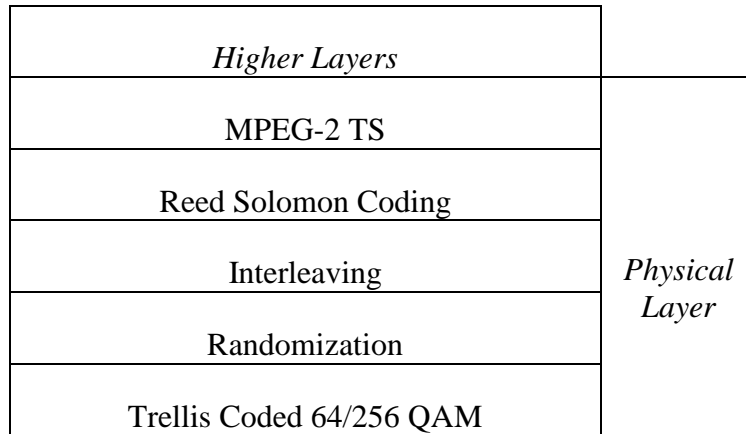 Higher Layers
MPEG-2 TS
Reed Solomon Coding
Interleaving
Randomization
Trellis Coded 64/256 QAM
Physical
Layer